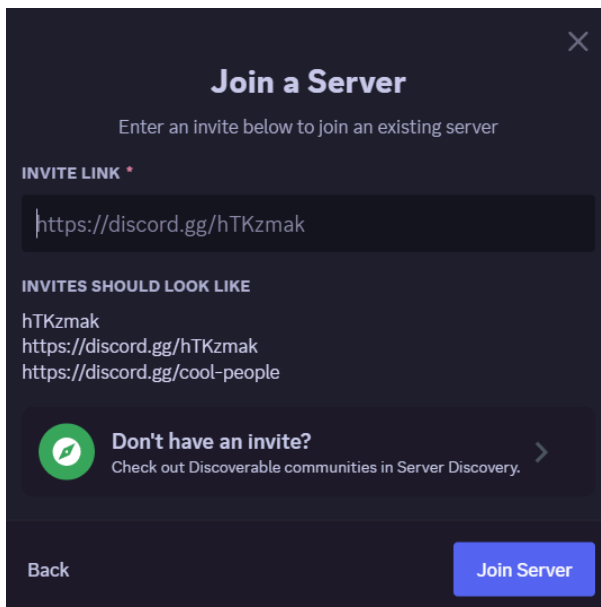 Join a Server
Enter an invite below to join an existing server
INVITE LINK *
https://discord.gg/hTKzmak
INVITES SHOULD LOOK LIKE
hTKzmak
https://discord.gg/hTKzmak
https://discord.gg/cool-people
Don't have an invite?
Check out Discoverable communities in Server Discovery.
Back
Join Server